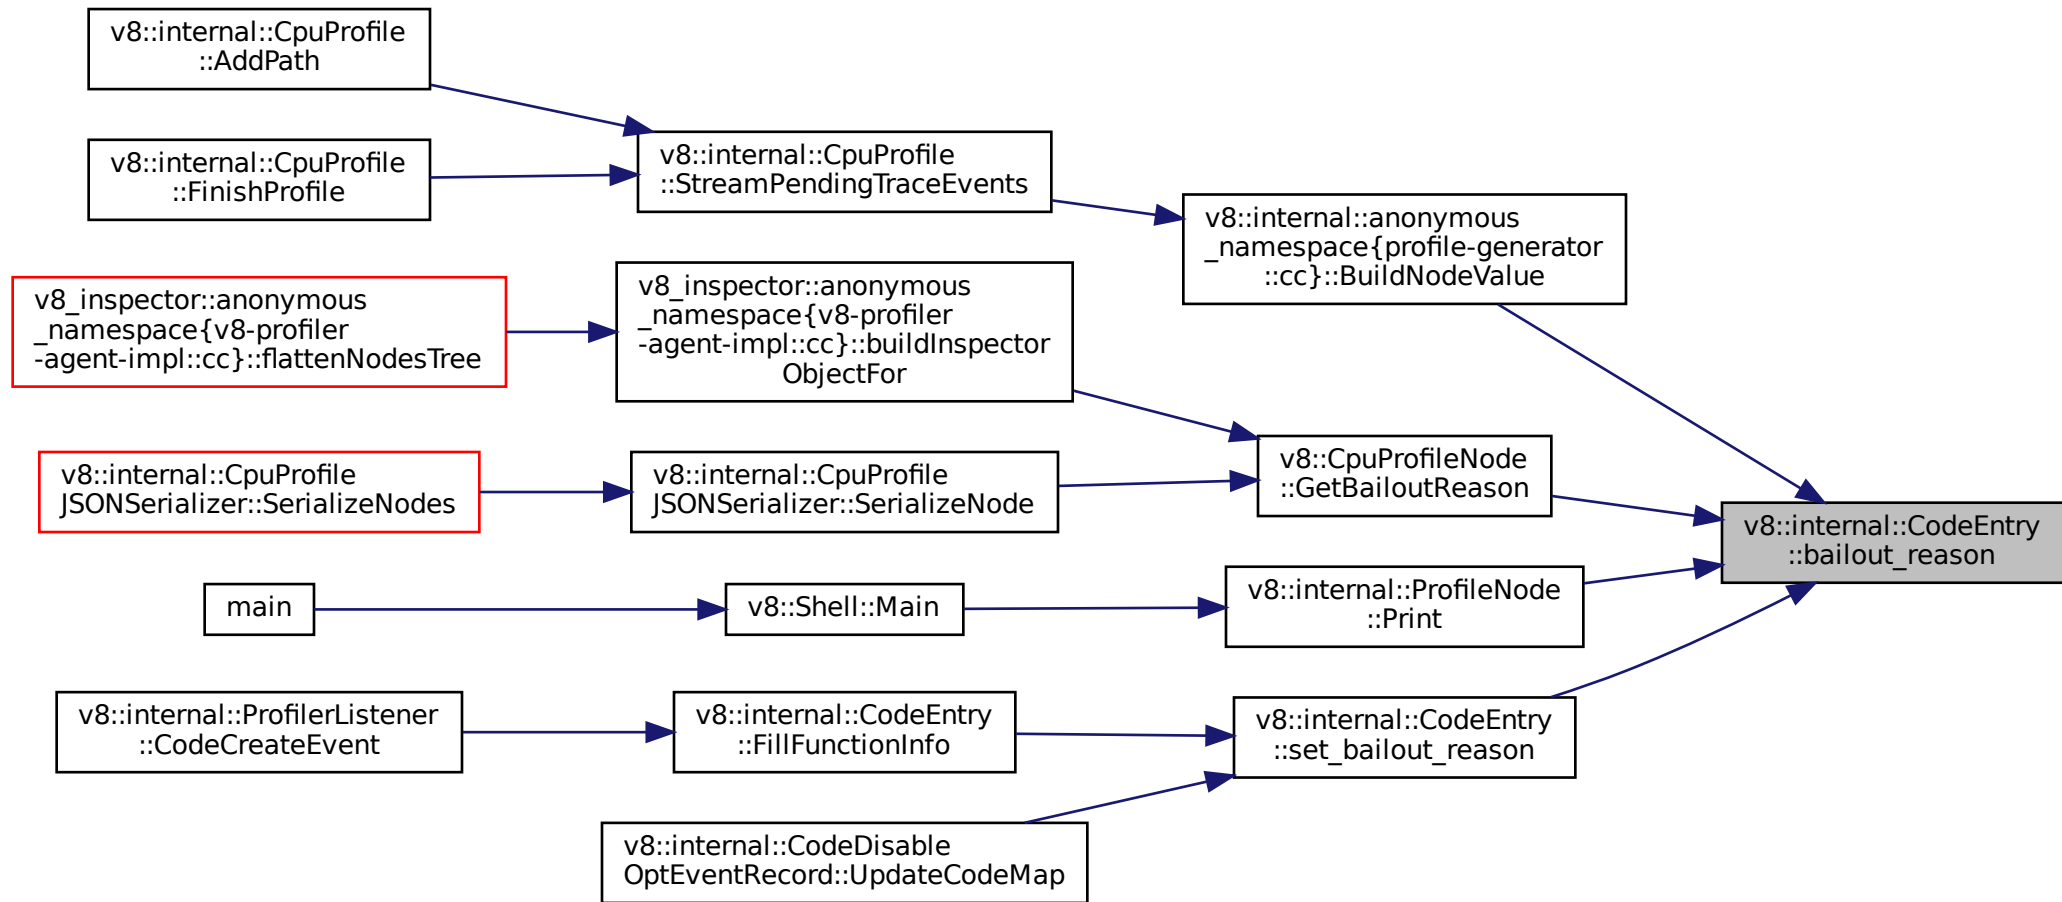 v8::internal::CpuProfile
::AddPath
v8::internal::CpuProfile
::FinishProfile
v8::internal::CpuProfile
::StreamPendingTraceEvents
v8::internal::anonymous
_namespace{profile-generator
::cc}::BuildNodeValue
v8_inspector::anonymous
_namespace{v8-profiler
-agent-impl::cc}::flattenNodesTree
v8_inspector::anonymous
_namespace{v8-profiler
-agent-impl::cc}::buildInspector
ObjectFor
v8::internal::CpuProfile
JSONSerializer::SerializeNodes
v8::internal::CpuProfile
JSONSerializer::SerializeNode
v8::CpuProfileNode
::GetBailoutReason
v8::internal::CodeEntry
::bailout_reason
main
v8::Shell::Main
v8::internal::ProfileNode
::Print
v8::internal::ProfilerListener
::CodeCreateEvent
v8::internal::CodeEntry
::FillFunctionInfo
v8::internal::CodeEntry
::set_bailout_reason
v8::internal::CodeDisable
OptEventRecord::UpdateCodeMap